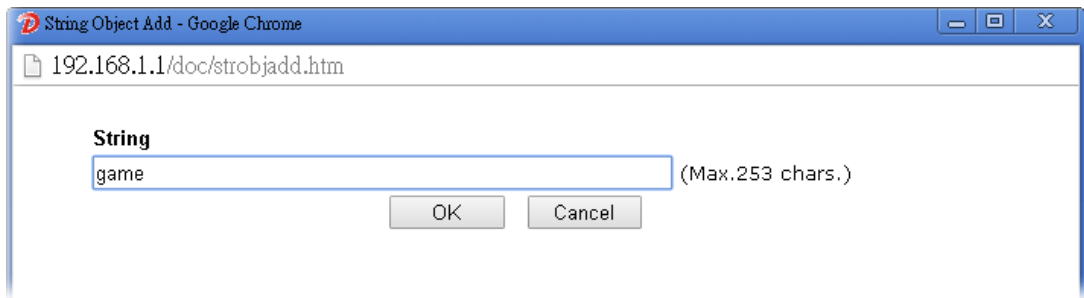 String Object Add - Google Chrome
192.168.1.1/doc/strobjadd.htm
String
game (Max.253 chars.)
OK Cancel